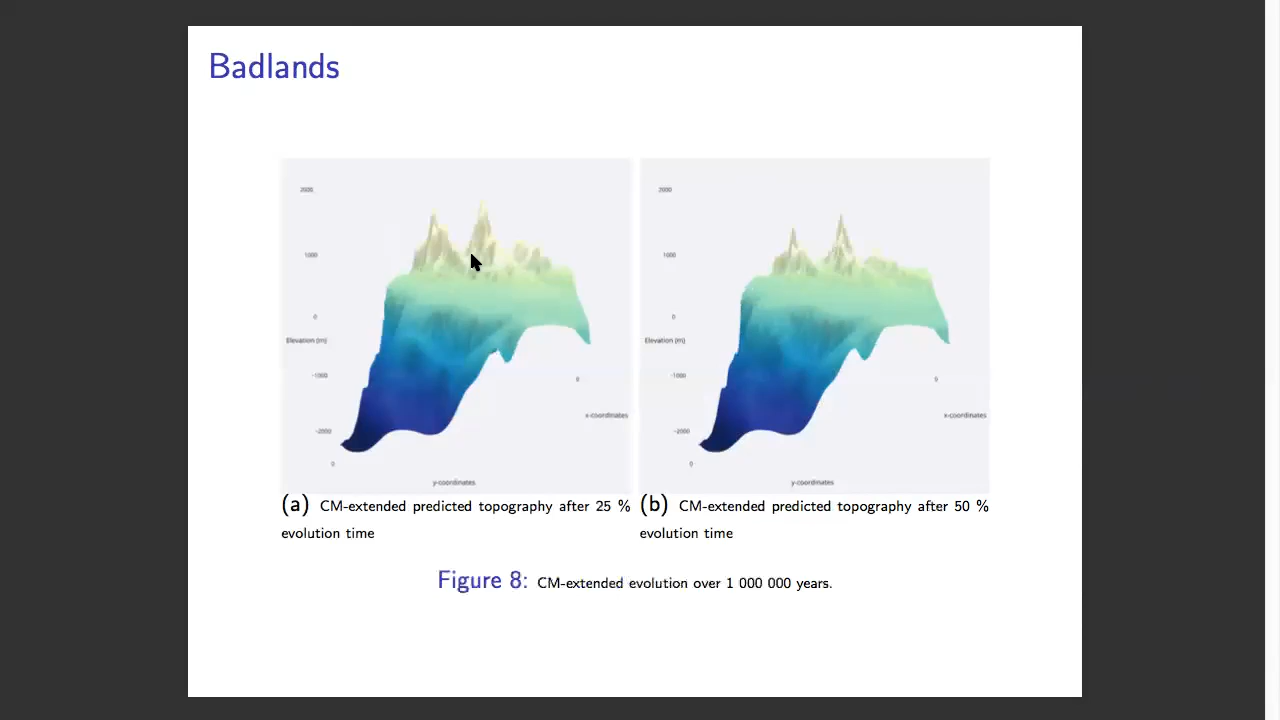 Badlands
2000
1000
0
Elevation (m)
-1000
-2000
0
0
x-coordinates
y-coordinates
2000
1000
0
Elevation (m)
-1000
-2000
0
0
x-coordinates
y-coordinates
(a) CM-extended predicted topography after 25 %
evolution time
(b) CM-extended predicted topography after 50 %
evolution time
Figure 8: CM-extended evolution over 1 000 000 years.